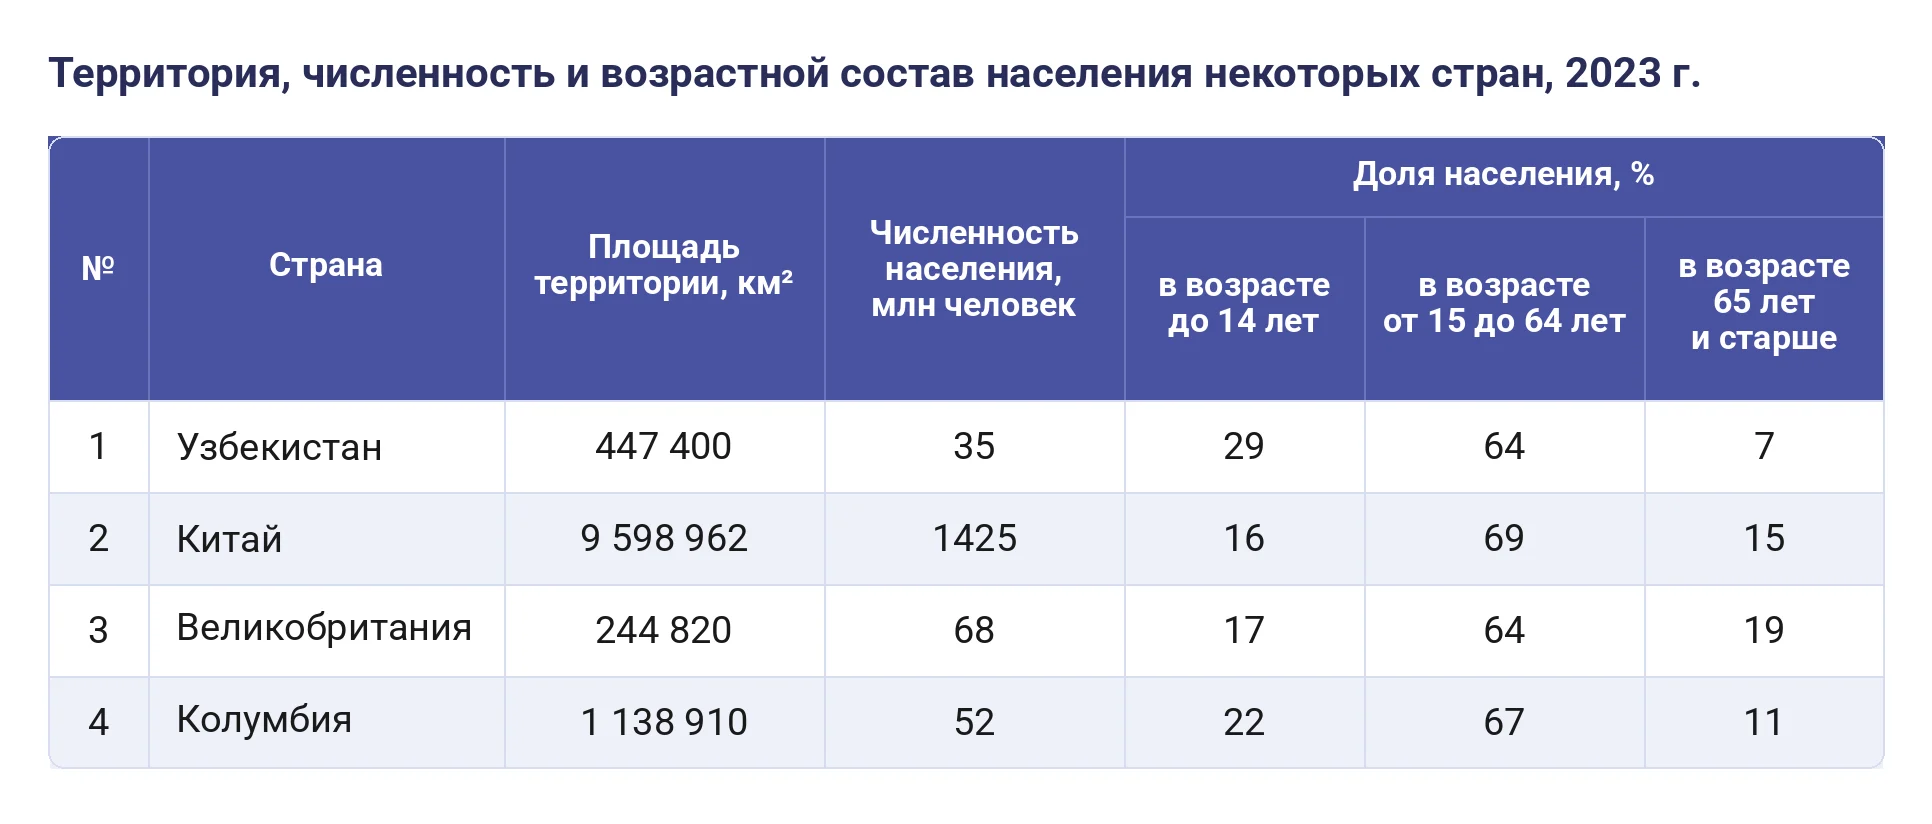 Территория, численность и возрастной состав населения некоторых стран, 2023 г.
№
Страна
Площадь
территории, км²
Численность
населения,
млн человек
Доля населения, %
в возрасте
до 14 лет
в возрасте
от 15 до 64 лет
в возрасте
65 лет
и старше
1 Узбекистан 447 400 35 29 64 7
2 Китай 9 598 962 1425 16 69 15
3 Великобритания 244 820 68 17 64 19
4 Колумбия 1 138 910 52 22 67 11